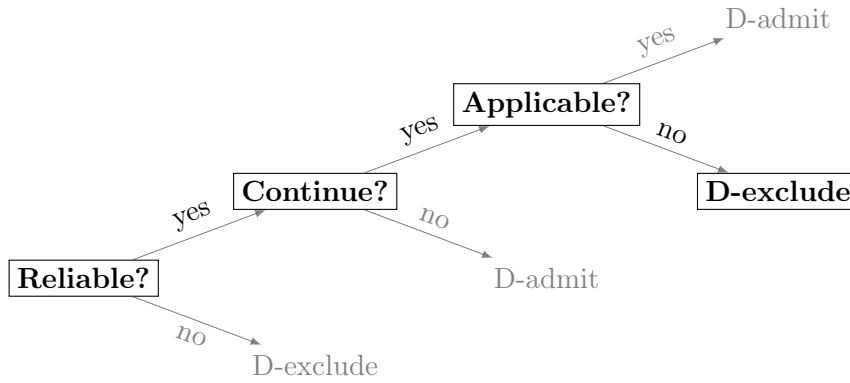 D-admit
yes
Applicable?
yes
no
Continue?
D-exclude
yes
no
Reliable?
D-admit
no
D-exclude